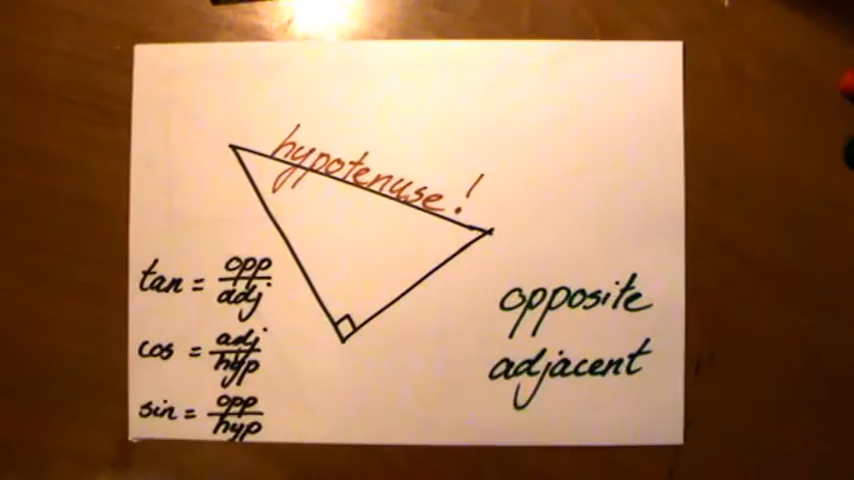 hypotenuse!
tan = opp/adj
cos = adj/hyp
sin = opp/hyp
opposite
adjacent